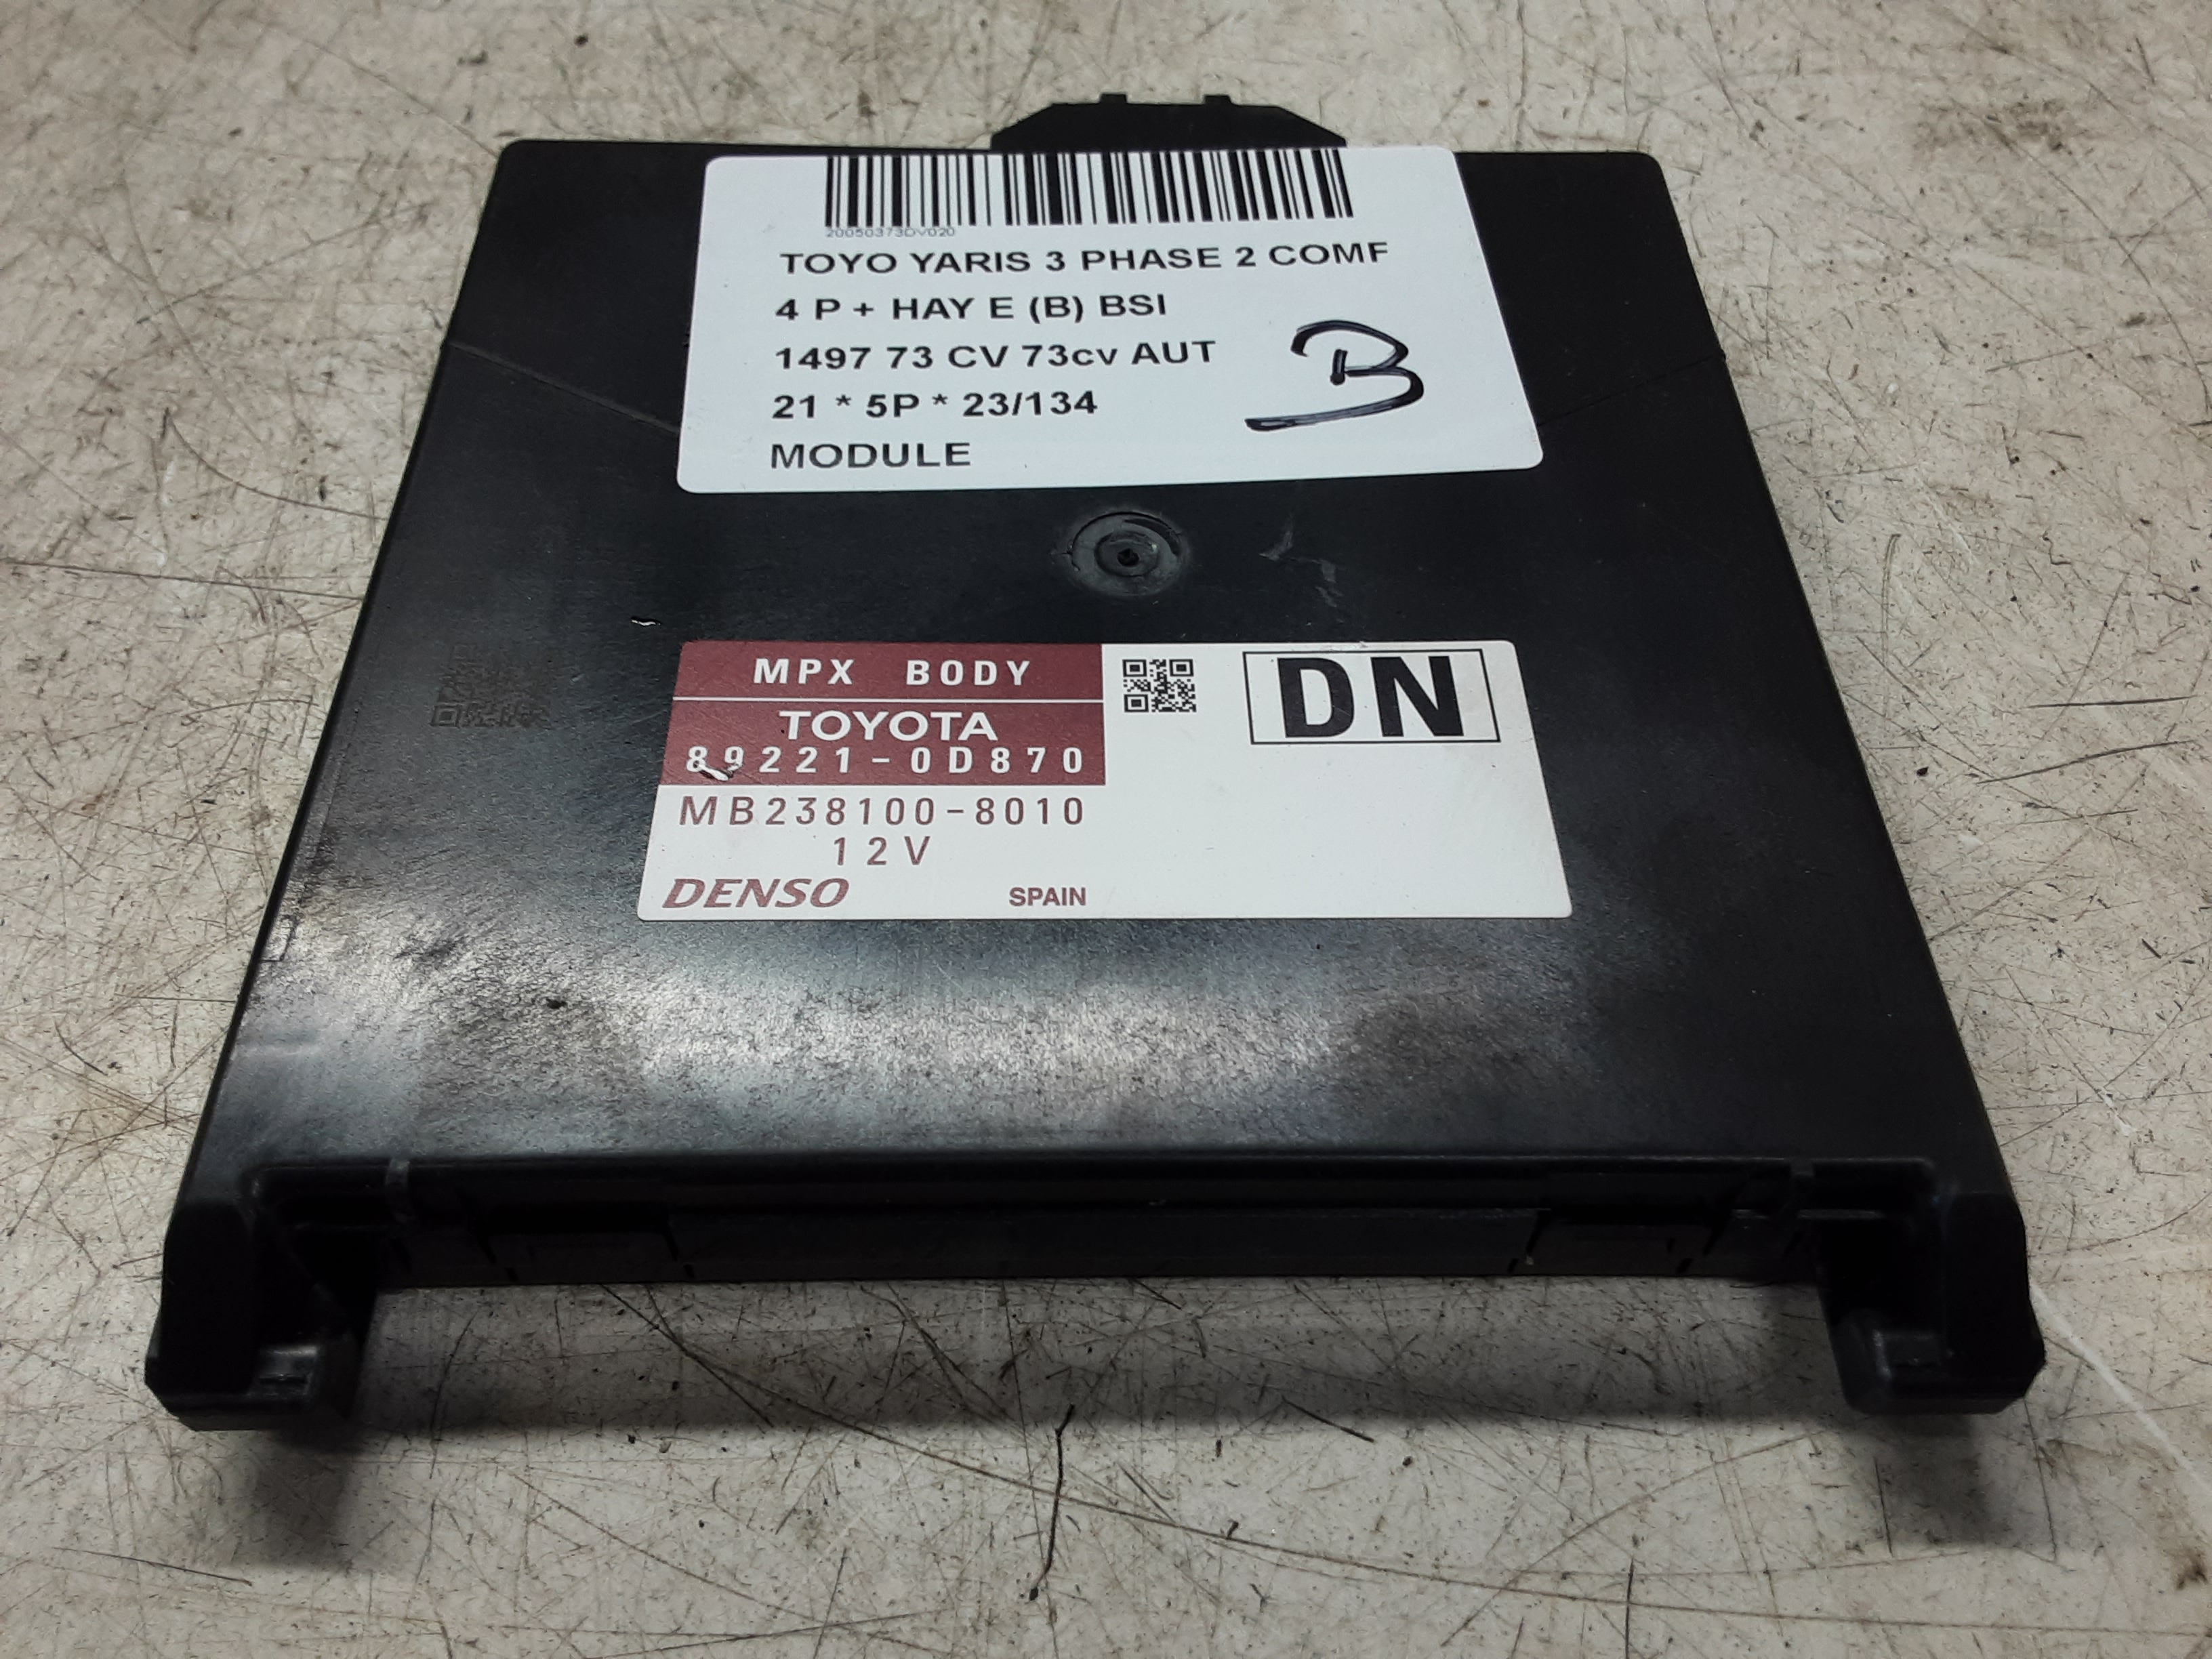 20050373DV020
TOYO YARIS 3 PHASE 2 COMF
4 P + HAY E (B) BSI
1497 73 CV 73cv AUT
21 * 5P * 23/134
MODULE
B
MPX BODY
TOYOTA
89221-0D870
MB238100-8010
12V
DENSO
SPAIN
DN